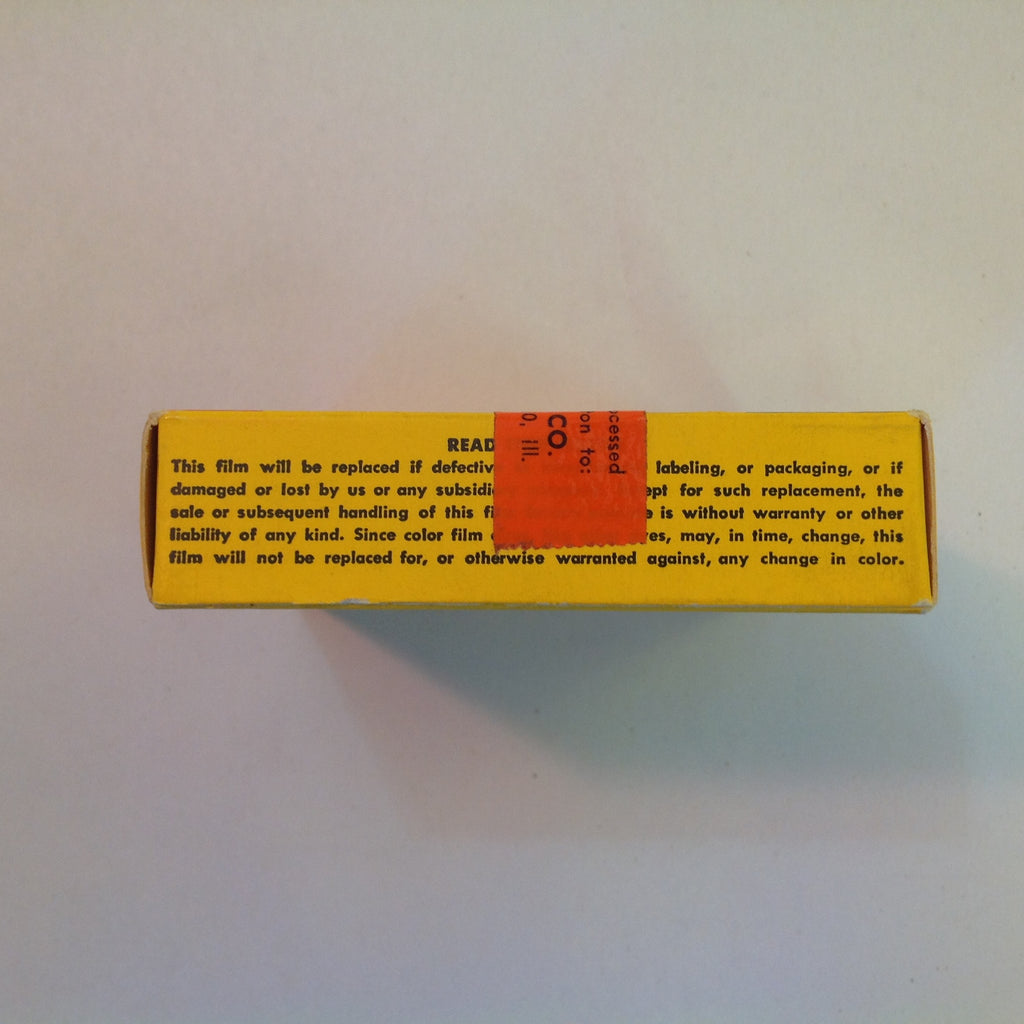 READ
This film will be replaced if defectiv labeling, or packaging, or if
damaged or lost by us or any subsidi ept for such replacement, the
sale or subsequent handling of this fi e is without warranty or other
liability of any kind. Since color film es, may, in time, change, this
film will not be replaced for, or otherwise warranted against, any change in color.
cessed
on to:
CO.
O, Ill.